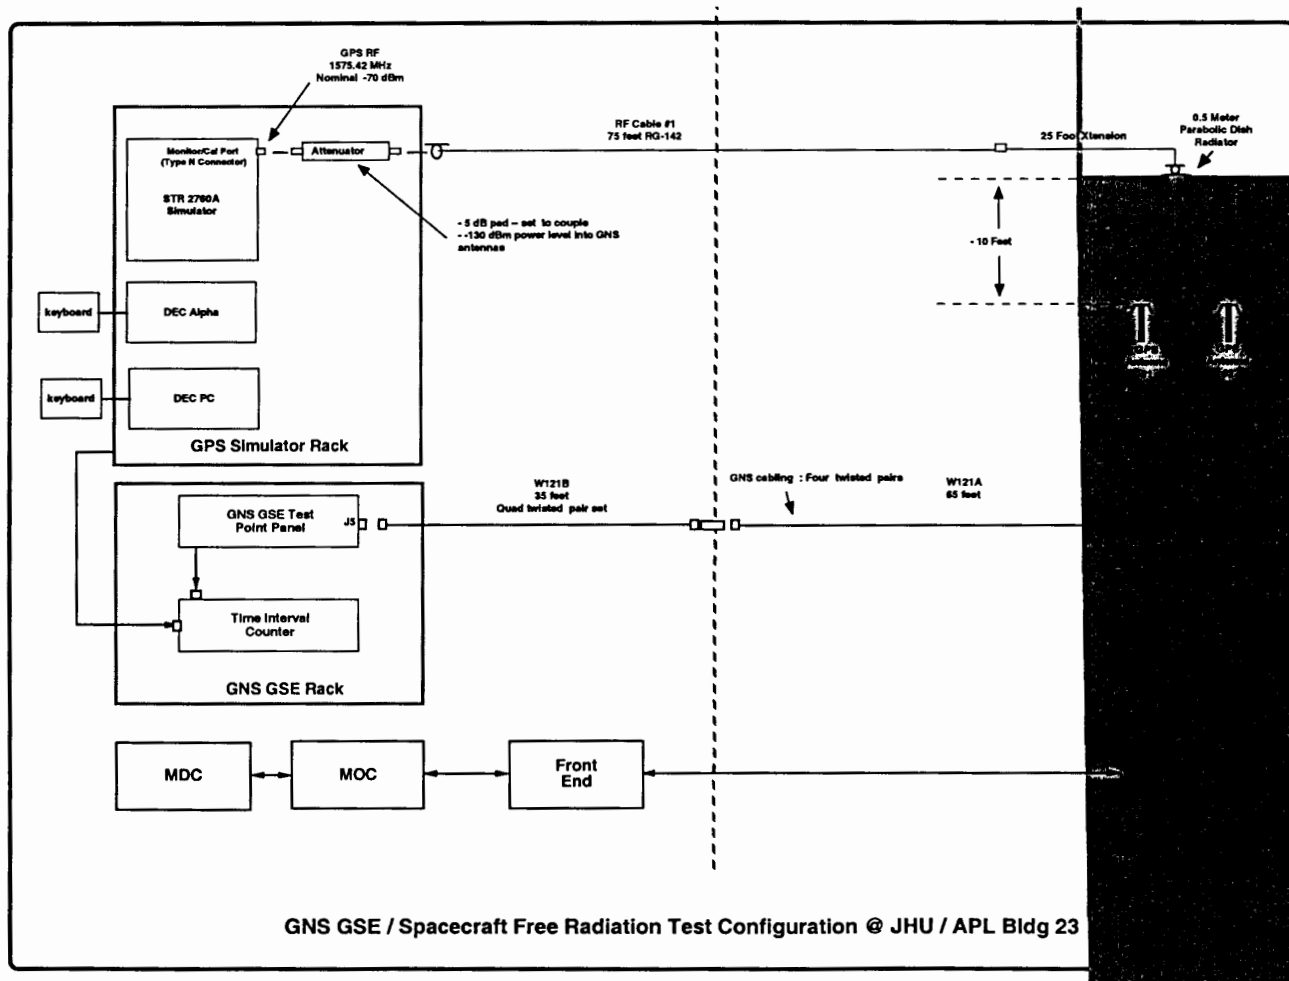 GPS RF
1575.42 MHz
Nominal -70 dBm
Monitor/Cal Port
(Type N Connector)
STR 2760A
Simulator
Attenuator
RF Cable #1
75 feet RG-142
25 Foo Xtension
0.5 Meter
Parabolic Dish
Radiator
- 5 dB pad – set to couple
- -130 dBm power level into GNS
antennas
- 10 Feet
keyboard
DEC Alpha
keyboard
DEC PC
GPS Simulator Rack
GNS GSE Test
Point Panel
J5
W121B
35 feet
Quad twisted pair set
GNS cabling : Four twisted pairs
W121A
65 feet
Time Interval
Counter
GNS GSE Rack
MDC
MOC
Front
End
GNS GSE / Spacecraft Free Radiation Test Configuration @ JHU / APL Bldg 23